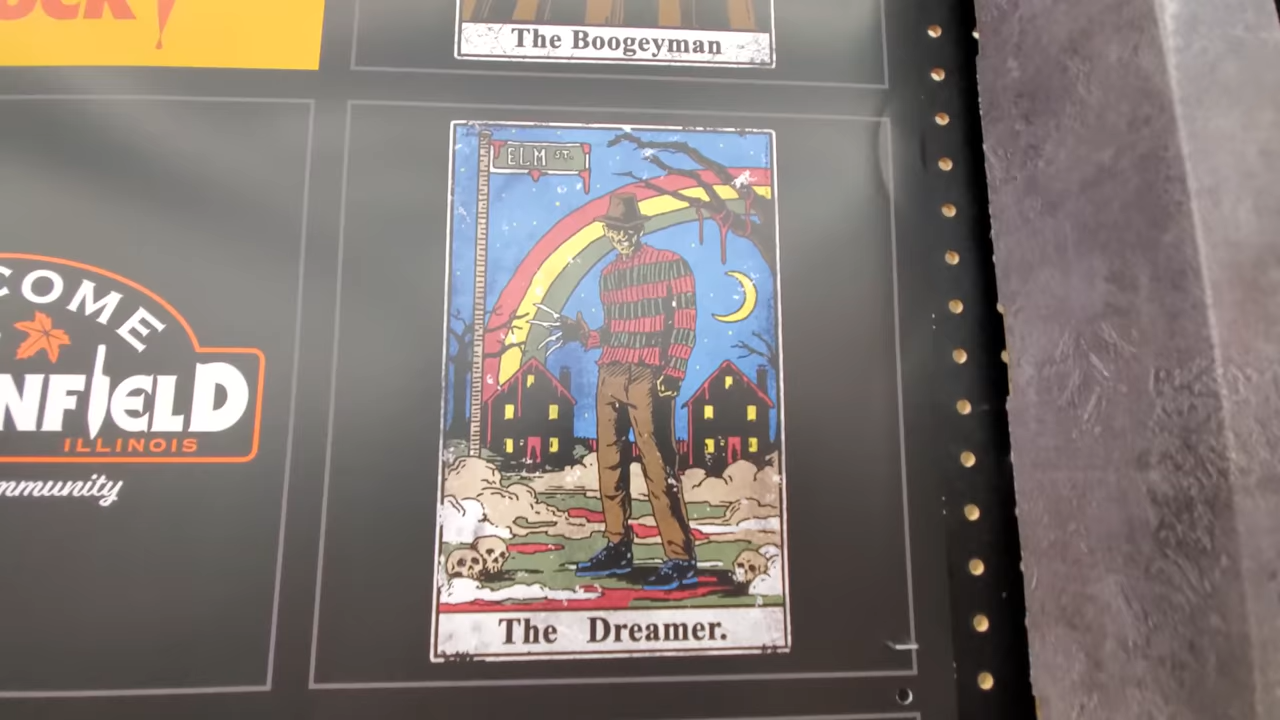 The Boogeyman
ELM ST.
COME
NFIELD
ILLINOIS
mmunity
The Dreamer.